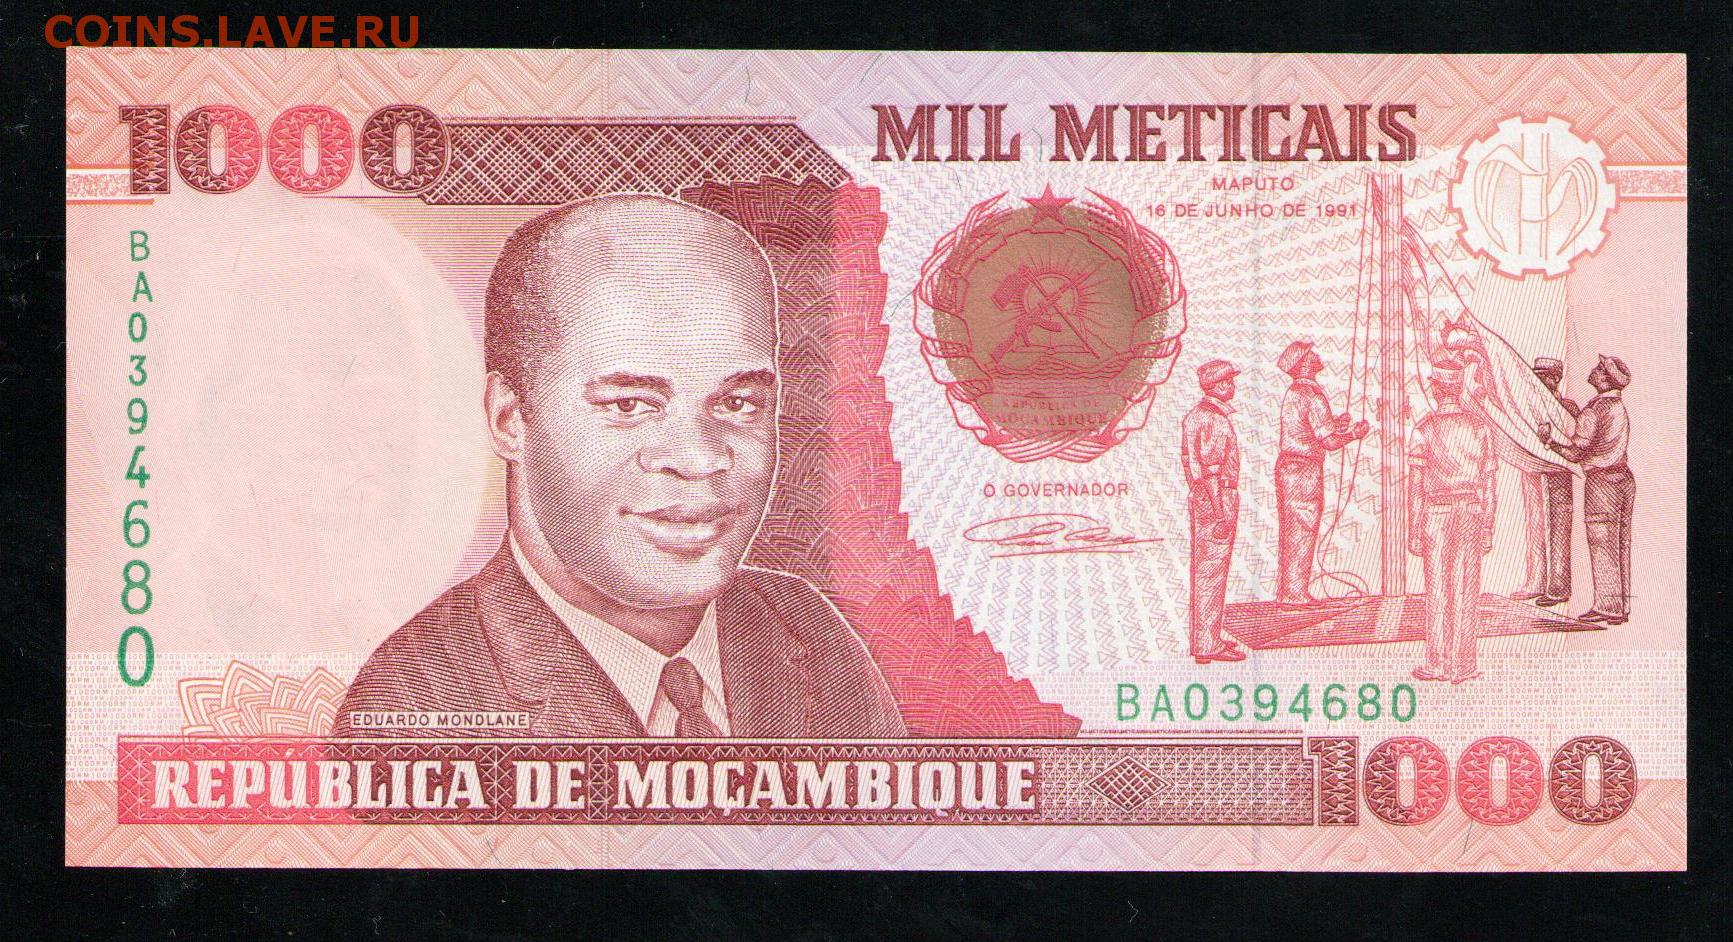 COINS.LAVE.RU
1000
MIL METICAIS
MAPUTO
16 DE JUNHO DE 1991
BA0394680
REPÚBLICA DE
MOÇAMBIQUE
O GOVERNADOR
BA0394680
EDUARDO MONDLANE
REPÚBLICA DE MOÇAMBIQUE
1000